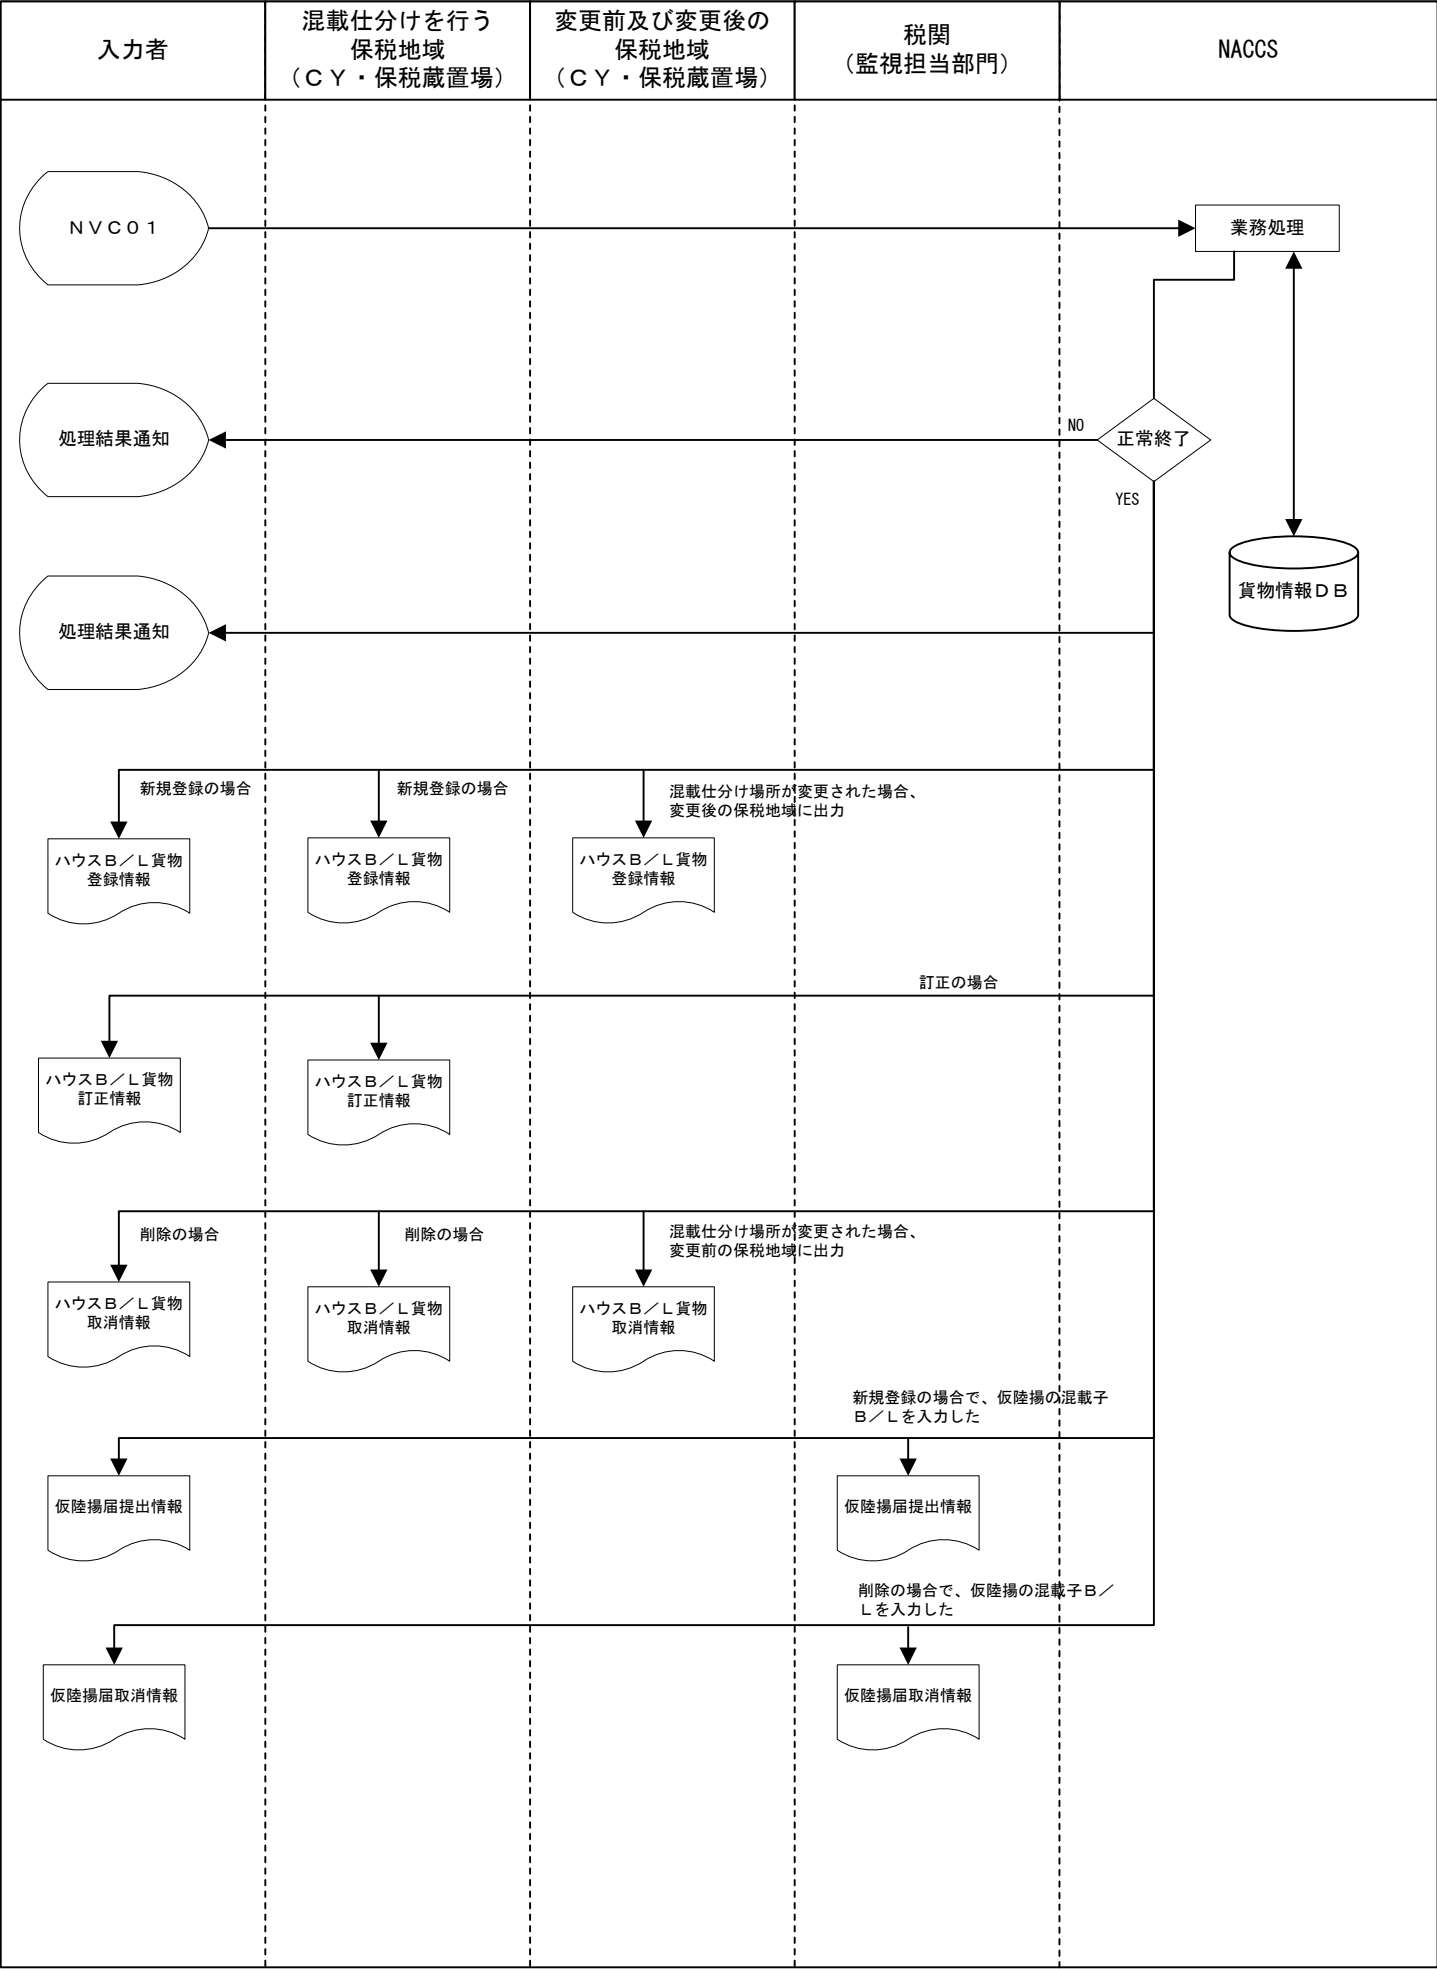 入力者
混載仕分けを行う
保税地域
（ＣＹ・保税蔵置場）
変更前及び変更後の
保税地域
（ＣＹ・保税蔵置場）
税関
（監視担当部門）
NACCS
ＮＶＣ０１
業務処理
処理結果通知
NO
正常終了
YES
貨物情報ＤＢ
処理結果通知
新規登録の場合
新規登録の場合
混載仕分け場所が変更された場合、
変更後の保税地域に出力
ハウスＢ／Ｌ貨物
登録情報
ハウスＢ／Ｌ貨物
登録情報
ハウスＢ／Ｌ貨物
登録情報
訂正の場合
ハウスＢ／Ｌ貨物
訂正情報
ハウスＢ／Ｌ貨物
訂正情報
削除の場合
削除の場合
混載仕分け場所が変更された場合、
変更前の保税地域に出力
ハウスＢ／Ｌ貨物
取消情報
ハウスＢ／Ｌ貨物
取消情報
ハウスＢ／Ｌ貨物
取消情報
新規登録の場合で、仮陸揚の混載子
Ｂ／Ｌを入力した
仮陸揚届提出情報
仮陸揚届提出情報
削除の場合で、仮陸揚の混載子Ｂ／
Ｌを入力した
仮陸揚届取消情報
仮陸揚届取消情報